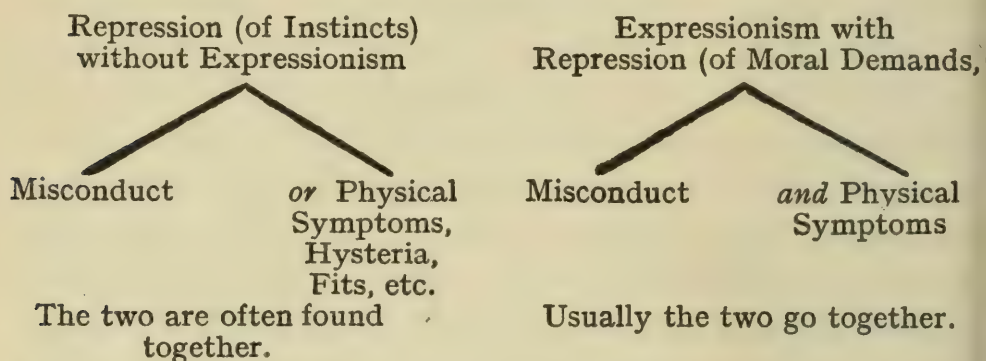 Repression (of Instincts)
without Expressionism
Misconduct
or Physical
Symptoms,
Hysteria,
Fits, etc.
The two are often found
together.
Expressionism with
Repression (of Moral Demands,
Misconduct
and Physical
Symptoms
Usually the two go together.